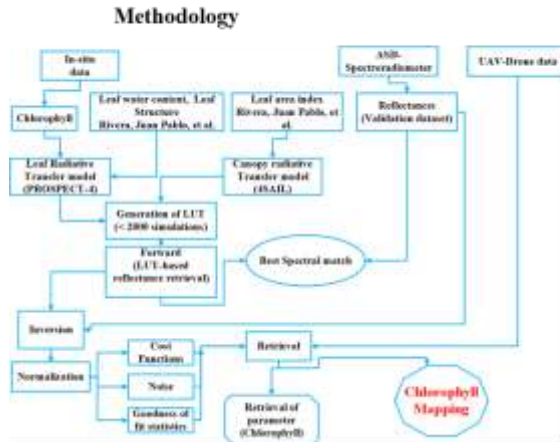 Methodology
In-situ
data
ASD-
Spectroradiometer
UAV-Drone data
Chlorophyll
Leaf water content, Leaf
Structure
Rivera, Juan Pablo, et al.
Leaf area index
Rivera, Juan Pablo, et
al.
Reflectances
(Validation dataset)
Leaf Radiative
Transfer model
(PROSPECT-4)
Canopy radiative
Transfer model
(4SAIL)
Generation of LUT
(< 2000 simulations)
Forward
(LUT-based
reflectance retrieval)
Best Spectral match
Inversion
Cost
Functions
Retrieval
Normalization
Noise
Goodness of
fit statistics
Retrieval of
parameter
(Chlorophyll)
Chlorophyll
Mapping